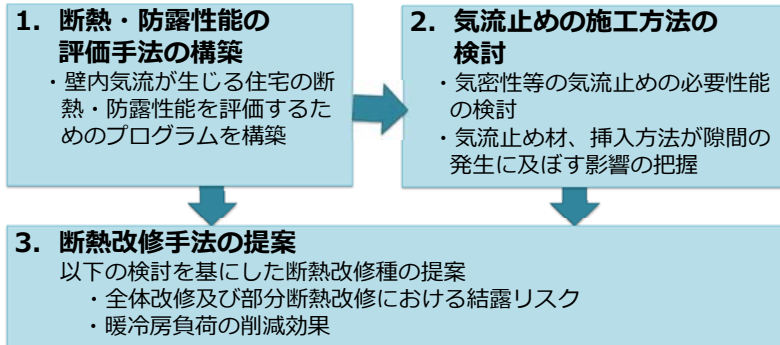 1. 断熱・防露性能の
評価手法の構築
・壁内気流が生じる住宅の断
熱・防露性能を評価するた
めのプログラムを構築
2. 気流止めの施工方法の
検討
・気密性等の気流止めの必要性能
の検討
・気流止め材、挿入方法が隙間の
発生に及ぼす影響の把握
3. 断熱改修手法の提案
以下の検討を基にした断熱改修種の提案
・全体改修及び部分断熱改修における結露リスク
・暖冷房負荷の削減効果